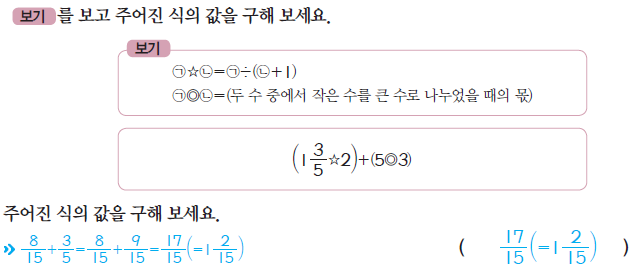 보기 를 보고 주어진 식의 값을 구해 보세요.
보기
㉠☆㉡=㉠÷(㉡+1)
㉠◎㉡=(두 수 중에서 작은 수를 큰 수로 나누었을 때의 몫)
(1 3/5 ☆2)+(5◎3)
주어진 식의 값을 구해 보세요.
» 8/15 + 3/5 = 8/15 + 9/15 = 17/15 (=1 2/15) ( 17/15 (=1 2/15) )